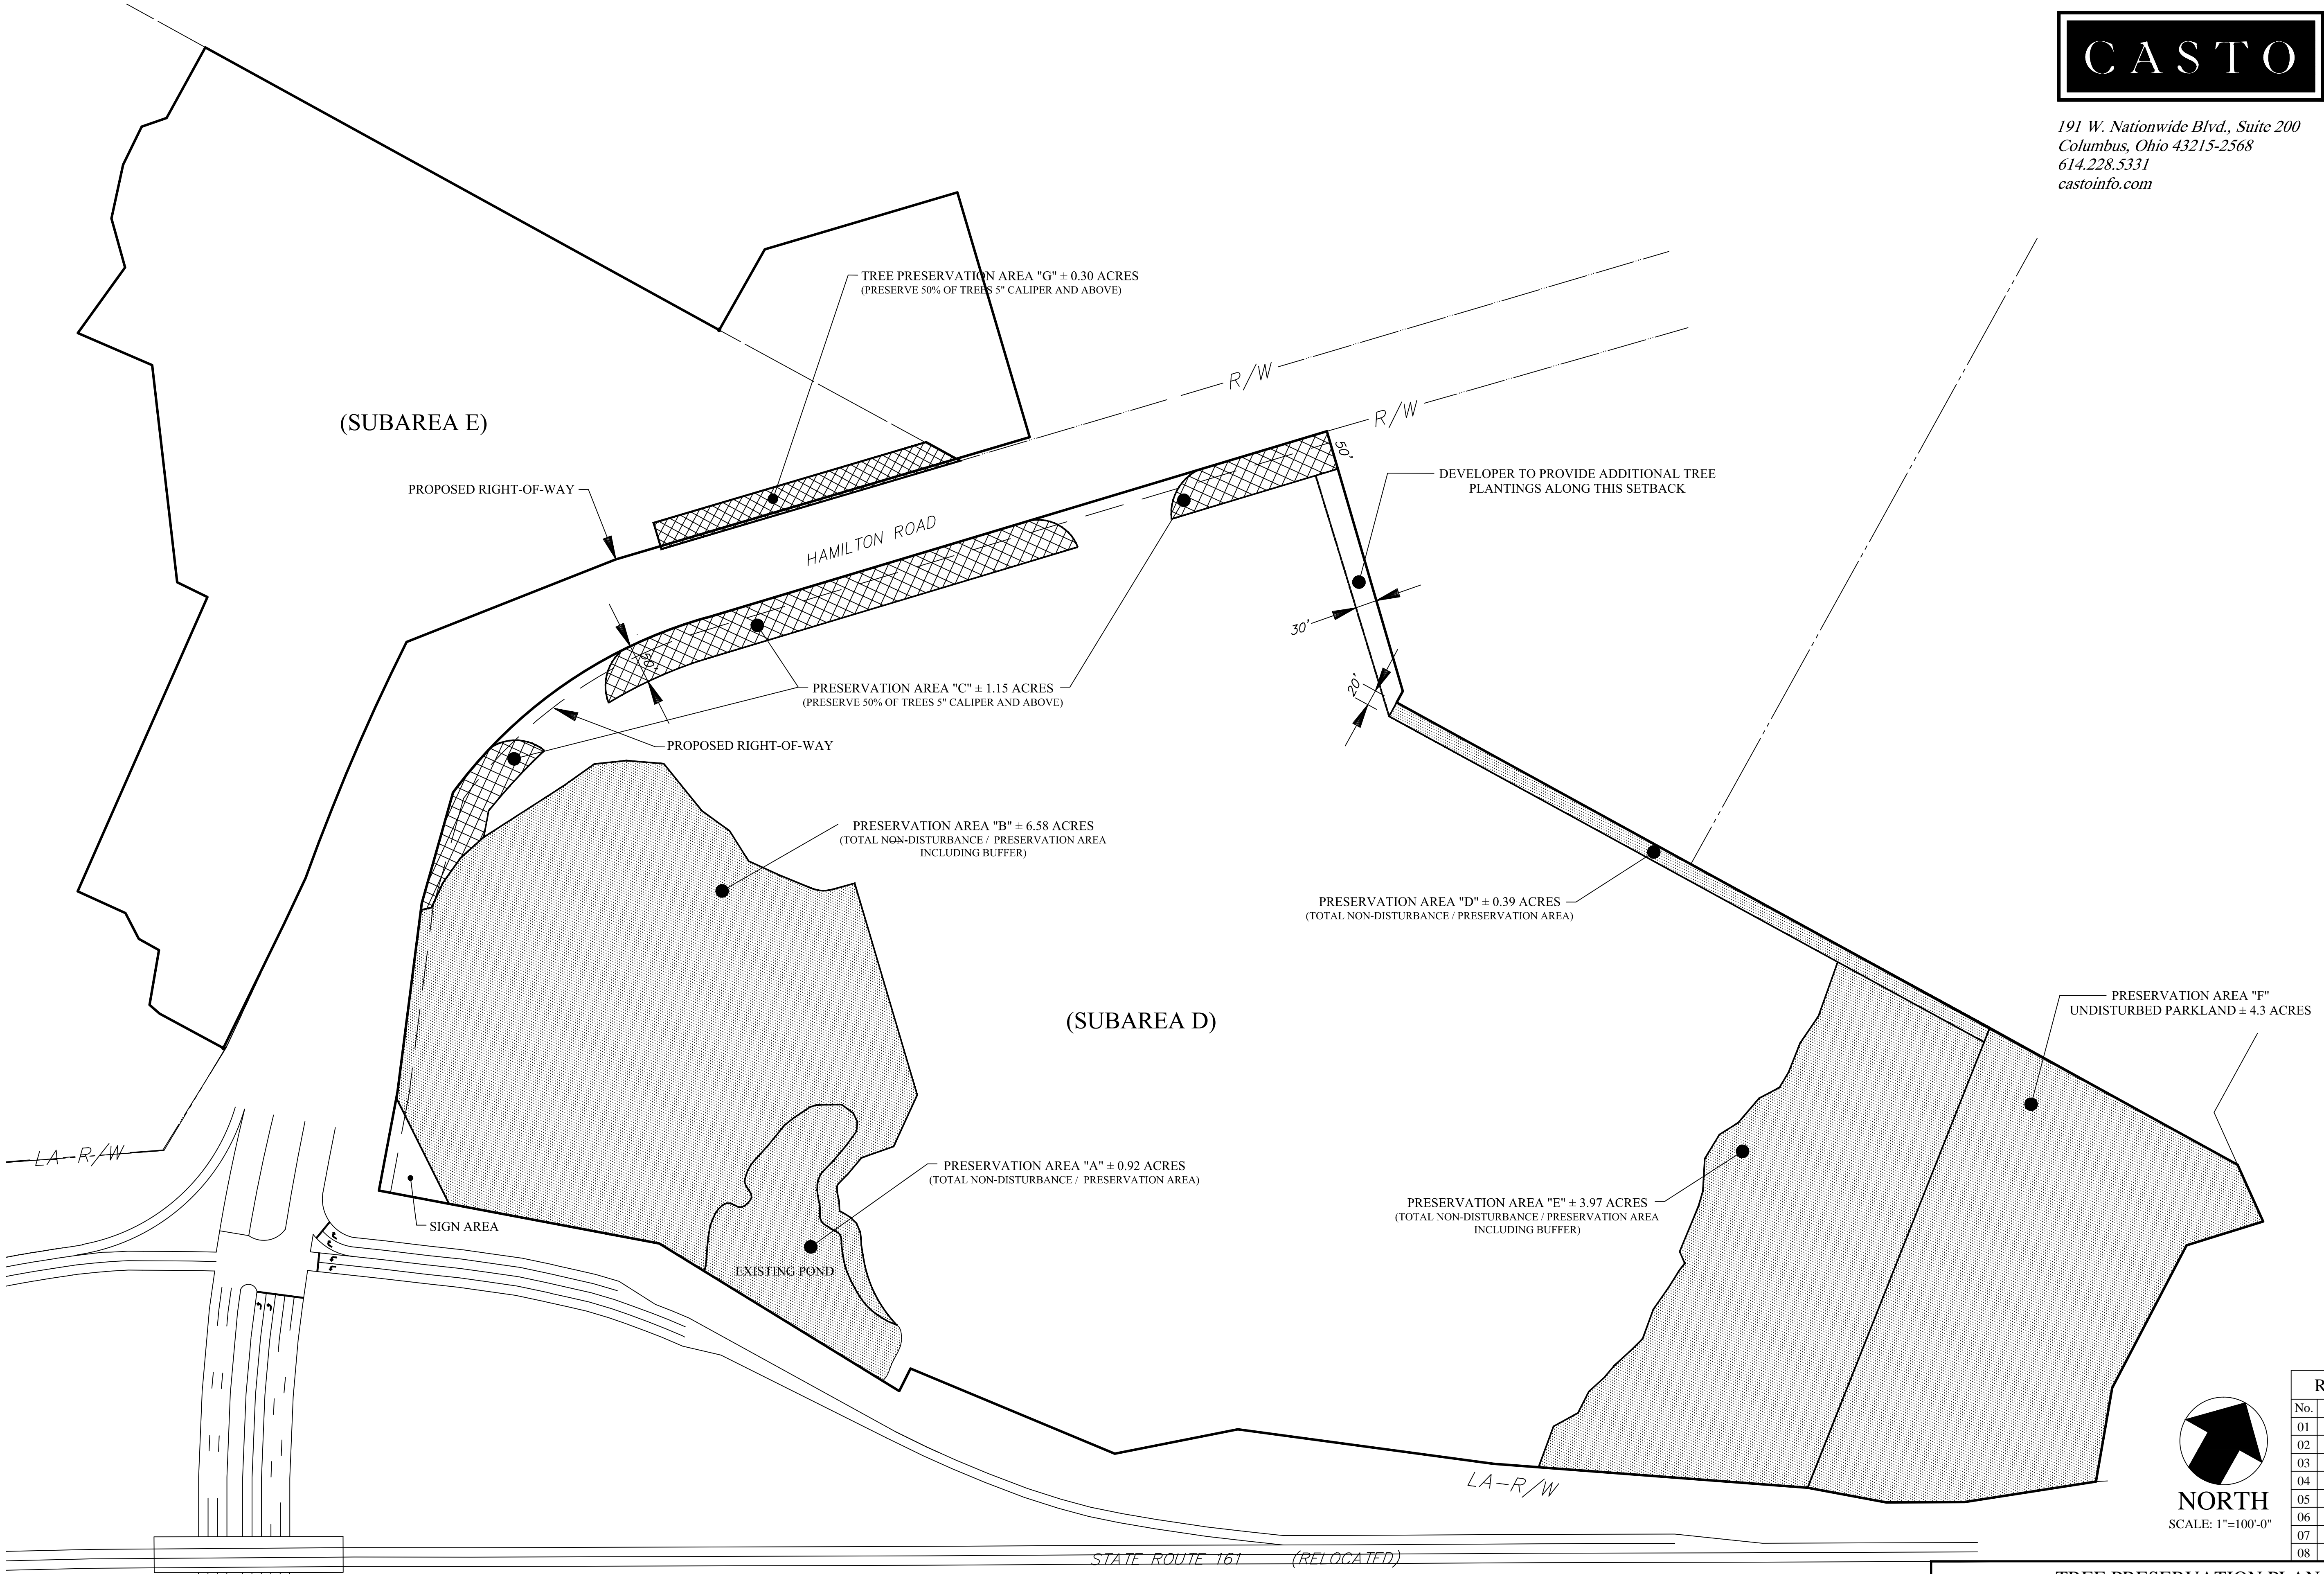 CASTO
191 W. Nationwide Blvd., Suite 200
Columbus, Ohio 43215-2568
614.228.5331
castoinfo.com
TREE PRESERVATION AREA "G" ± 0.30 ACRES
(PRESERVE 50% OF TREES 5" CALIPER AND ABOVE)
R/W
R/W
(SUBAREA E)
50'
PROPOSED RIGHT-OF-WAY
DEVELOPER TO PROVIDE ADDITIONAL TREE
PLANTINGS ALONG THIS SETBACK
HAMILTON ROAD
30'
50'
20'
PRESERVATION AREA "C" ± 1.15 ACRES
(PRESERVE 50% OF TREES 5" CALIPER AND ABOVE)
PROPOSED RIGHT-OF-WAY
PRESERVATION AREA "B" ± 6.58 ACRES
(TOTAL NON-DISTURBANCE / PRESERVATION AREA
INCLUDING BUFFER)
PRESERVATION AREA "D" ± 0.39 ACRES
(TOTAL NON-DISTURBANCE / PRESERVATION AREA)
PRESERVATION AREA "F"
UNDISTURBED PARKLAND ± 4.3 ACRES
(SUBAREA D)
LA-R/W
PRESERVATION AREA "A" ± 0.92 ACRES
(TOTAL NON-DISTURBANCE / PRESERVATION AREA)
PRESERVATION AREA "E" ± 3.97 ACRES
(TOTAL NON-DISTURBANCE / PRESERVATION AREA
INCLUDING BUFFER)
SIGN AREA
EXISTING POND
LA-R/W
NORTH
SCALE: 1"=100'-0"
R
No.
01
02
03
04
05
06
07
08
STATE ROUTE 161 (RELOCATED)
TREE PRESERVATION PLAN